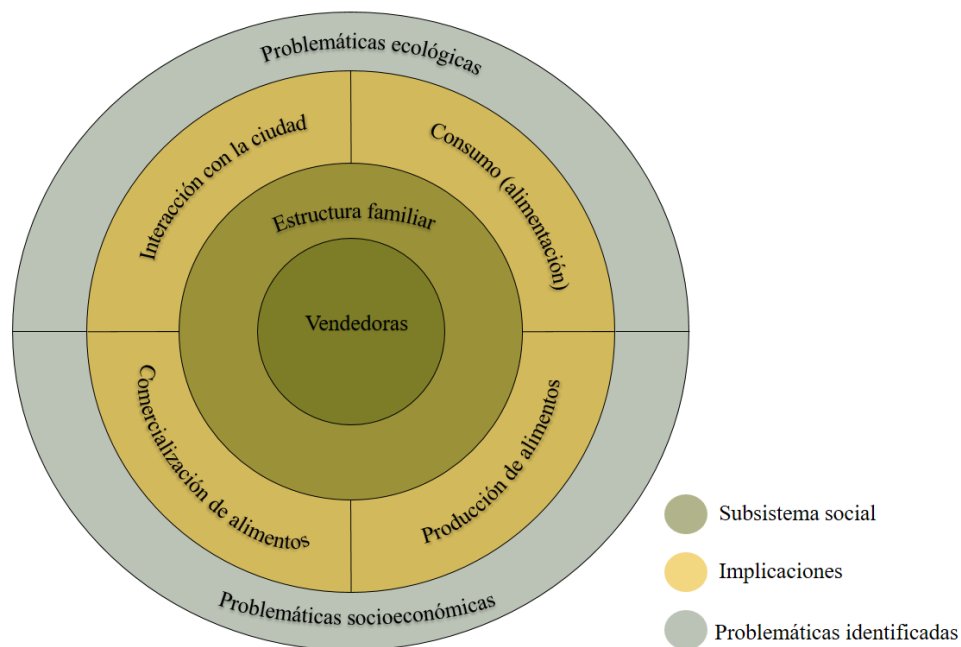 Problemáticas ecológicas
Interacción con la ciudad
Consumo (alimentación)
Estructura familiar
Vendedoras
Comercialización de alimentos
Producción de alimentos
Problemáticas socioeconómicas
Subsistema social
Implicaciones
Problemáticas identificadas